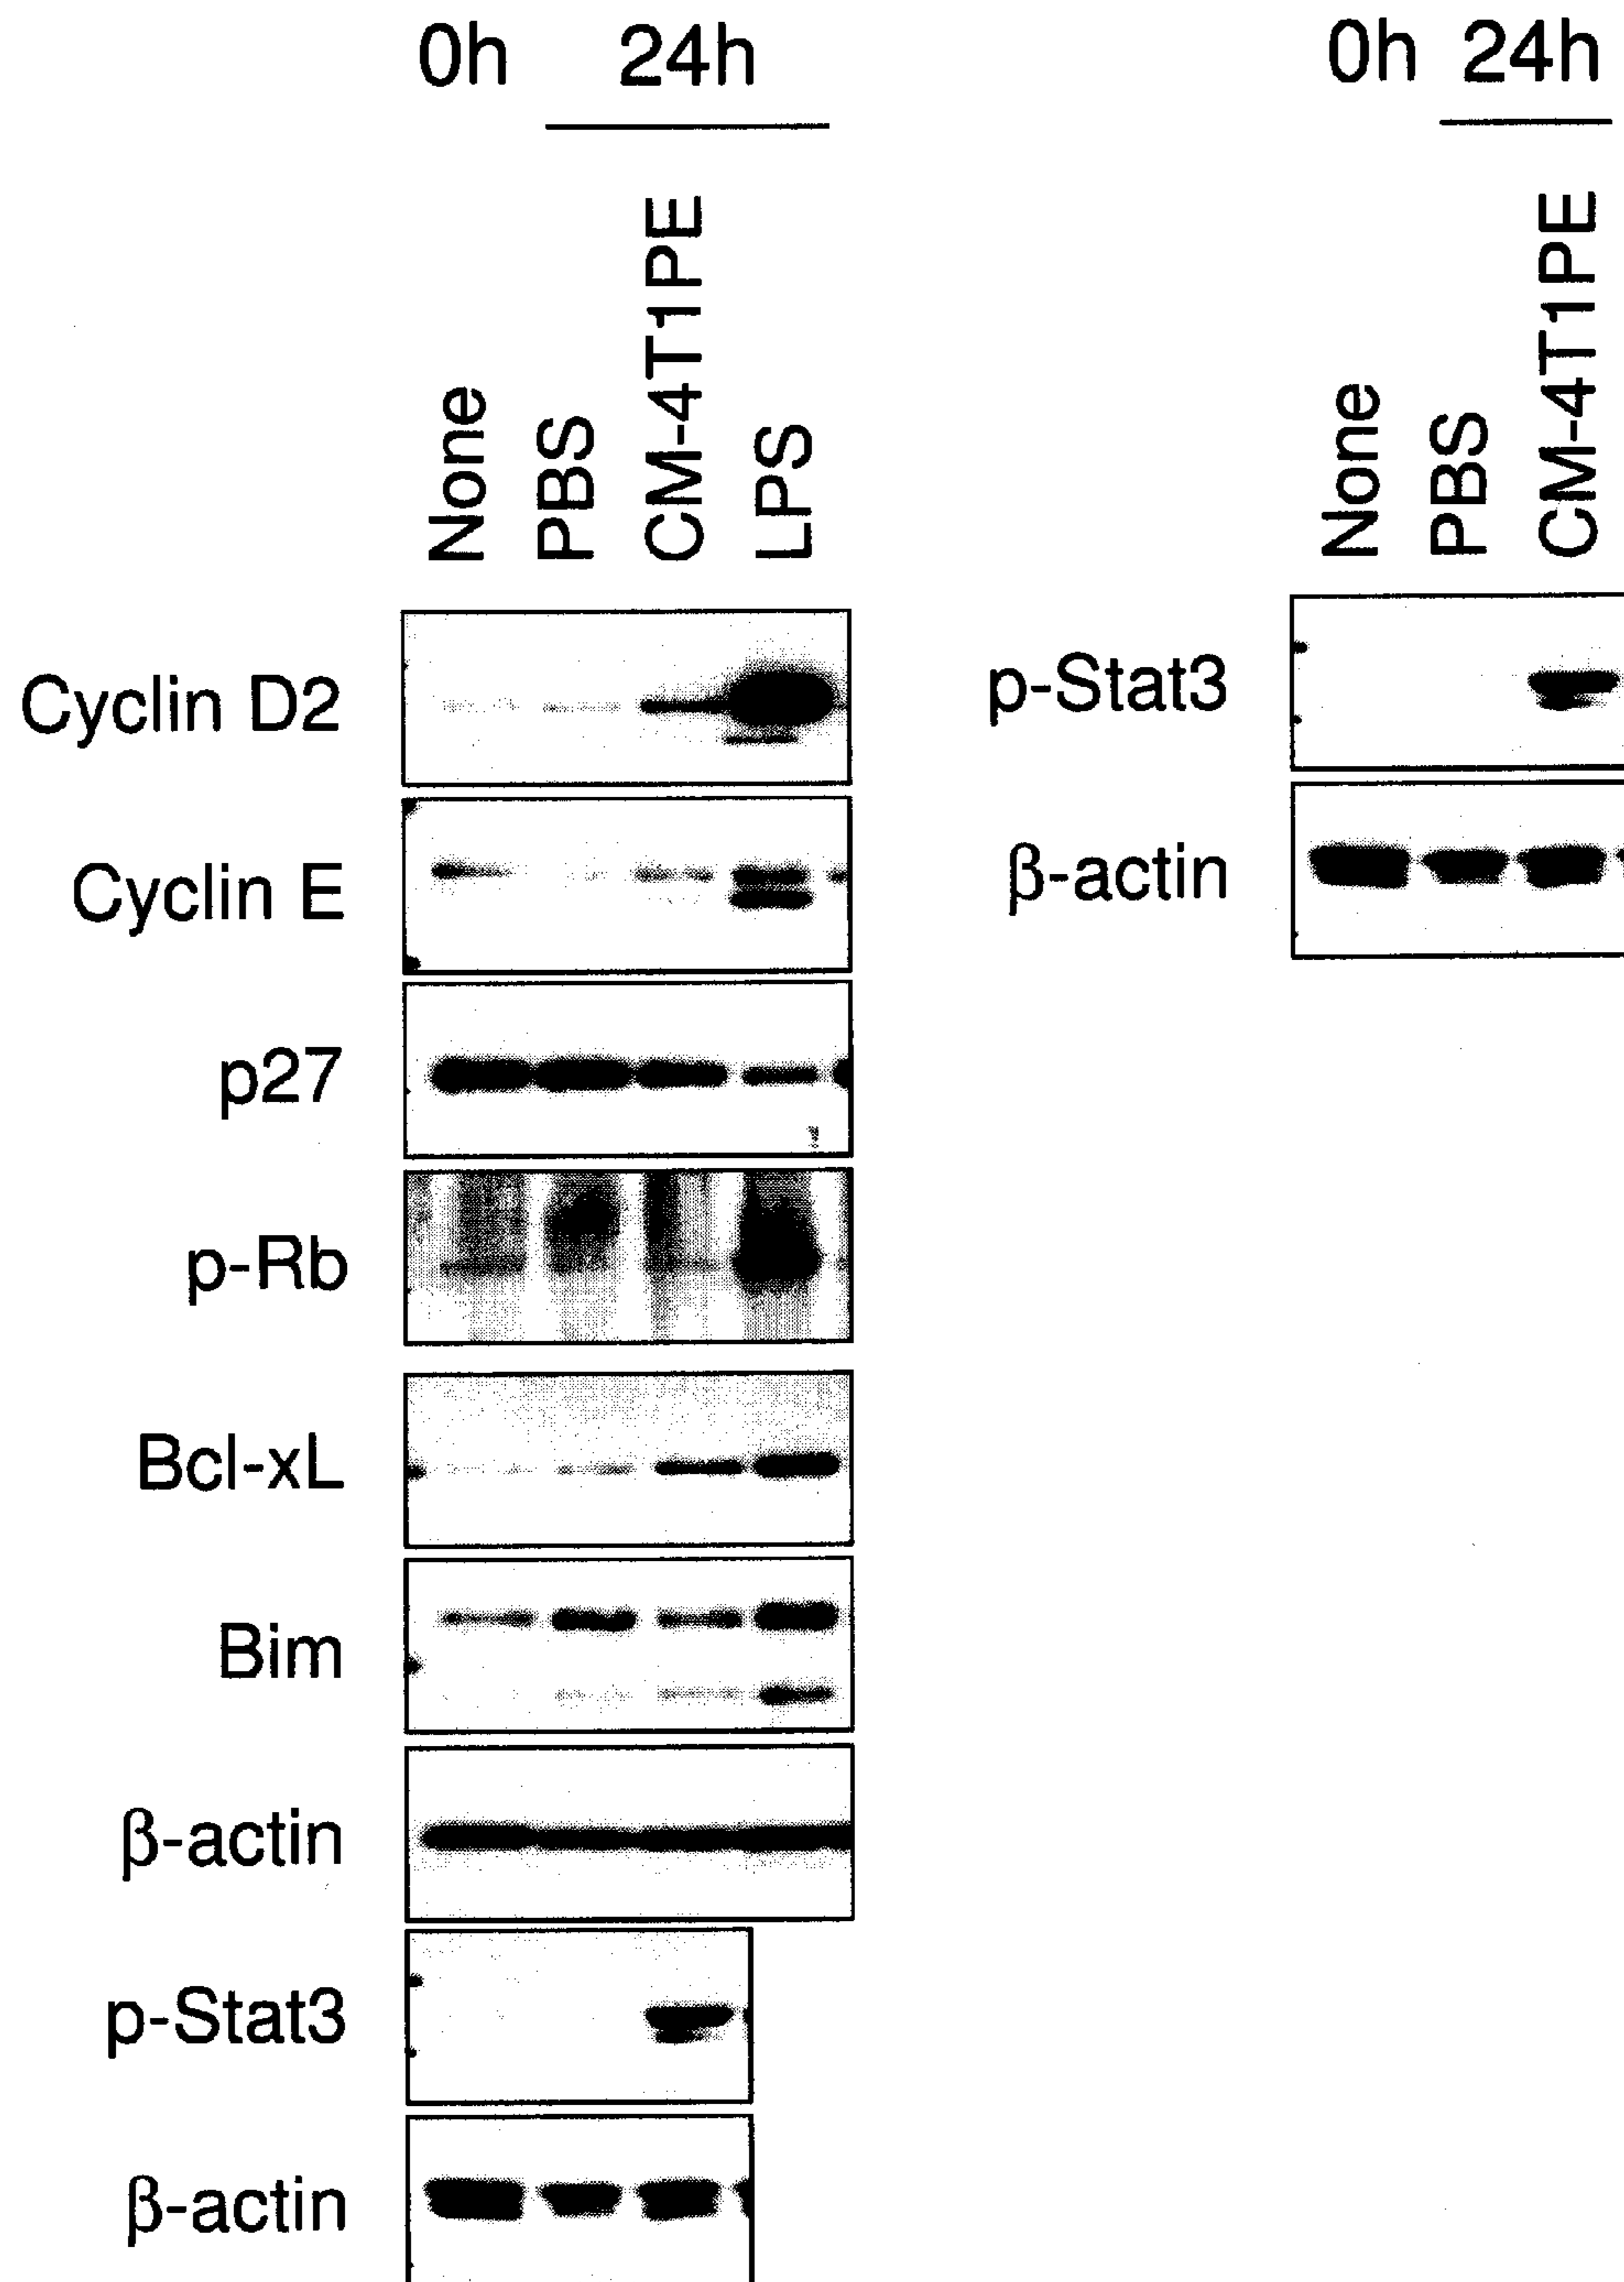 0h 24h
None
PBS
CM-4T1PE
LPS
Cyclin D2
Cyclin E
p27
p-Rb
Bcl-xL
Bim
β-actin
p-Stat3
β-actin
0h 24h
None
PBS
CM-4T1PE
p-Stat3
β-actin